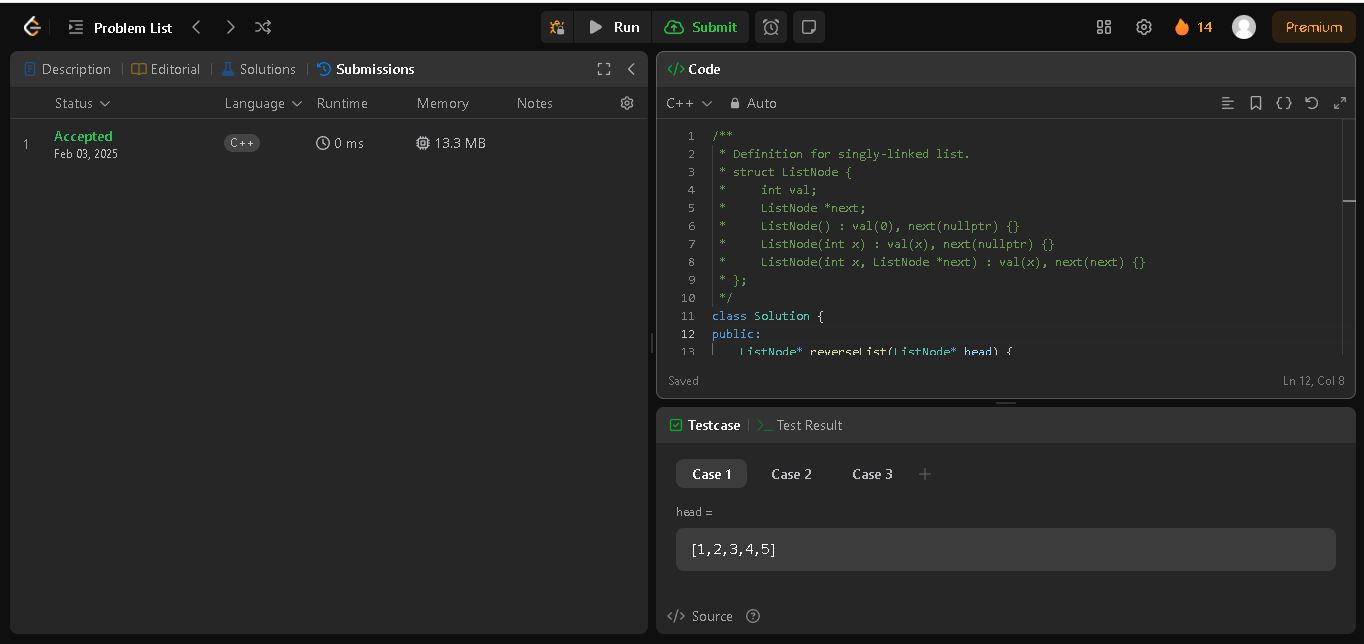 Problem List
Run
Submit
14
Premium
Description
Editorial
Solutions
Submissions
Status
Language
Runtime
Memory
Notes
1
Accepted
Feb 03, 2025
C++
0 ms
13.3 MB
</> Code
C++
Auto
1 /**
2 * Definition for singly-linked list.
3 * struct ListNode {
4 *     int val;
5 *     ListNode *next;
6 *     ListNode() : val(0), next(nullptr) {}
7 *     ListNode(int x) : val(x), next(nullptr) {}
8 *     ListNode(int x, ListNode *next) : val(x), next(next) {}
9 * };
10 */
11 class Solution {
12 public:
13     ListNode* reverseList(ListNode* head) {
Saved
Ln 12, Col 8
Testcase
>_ Test Result
Case 1
Case 2
Case 3
+
head =
[1,2,3,4,5]
</> Source ?